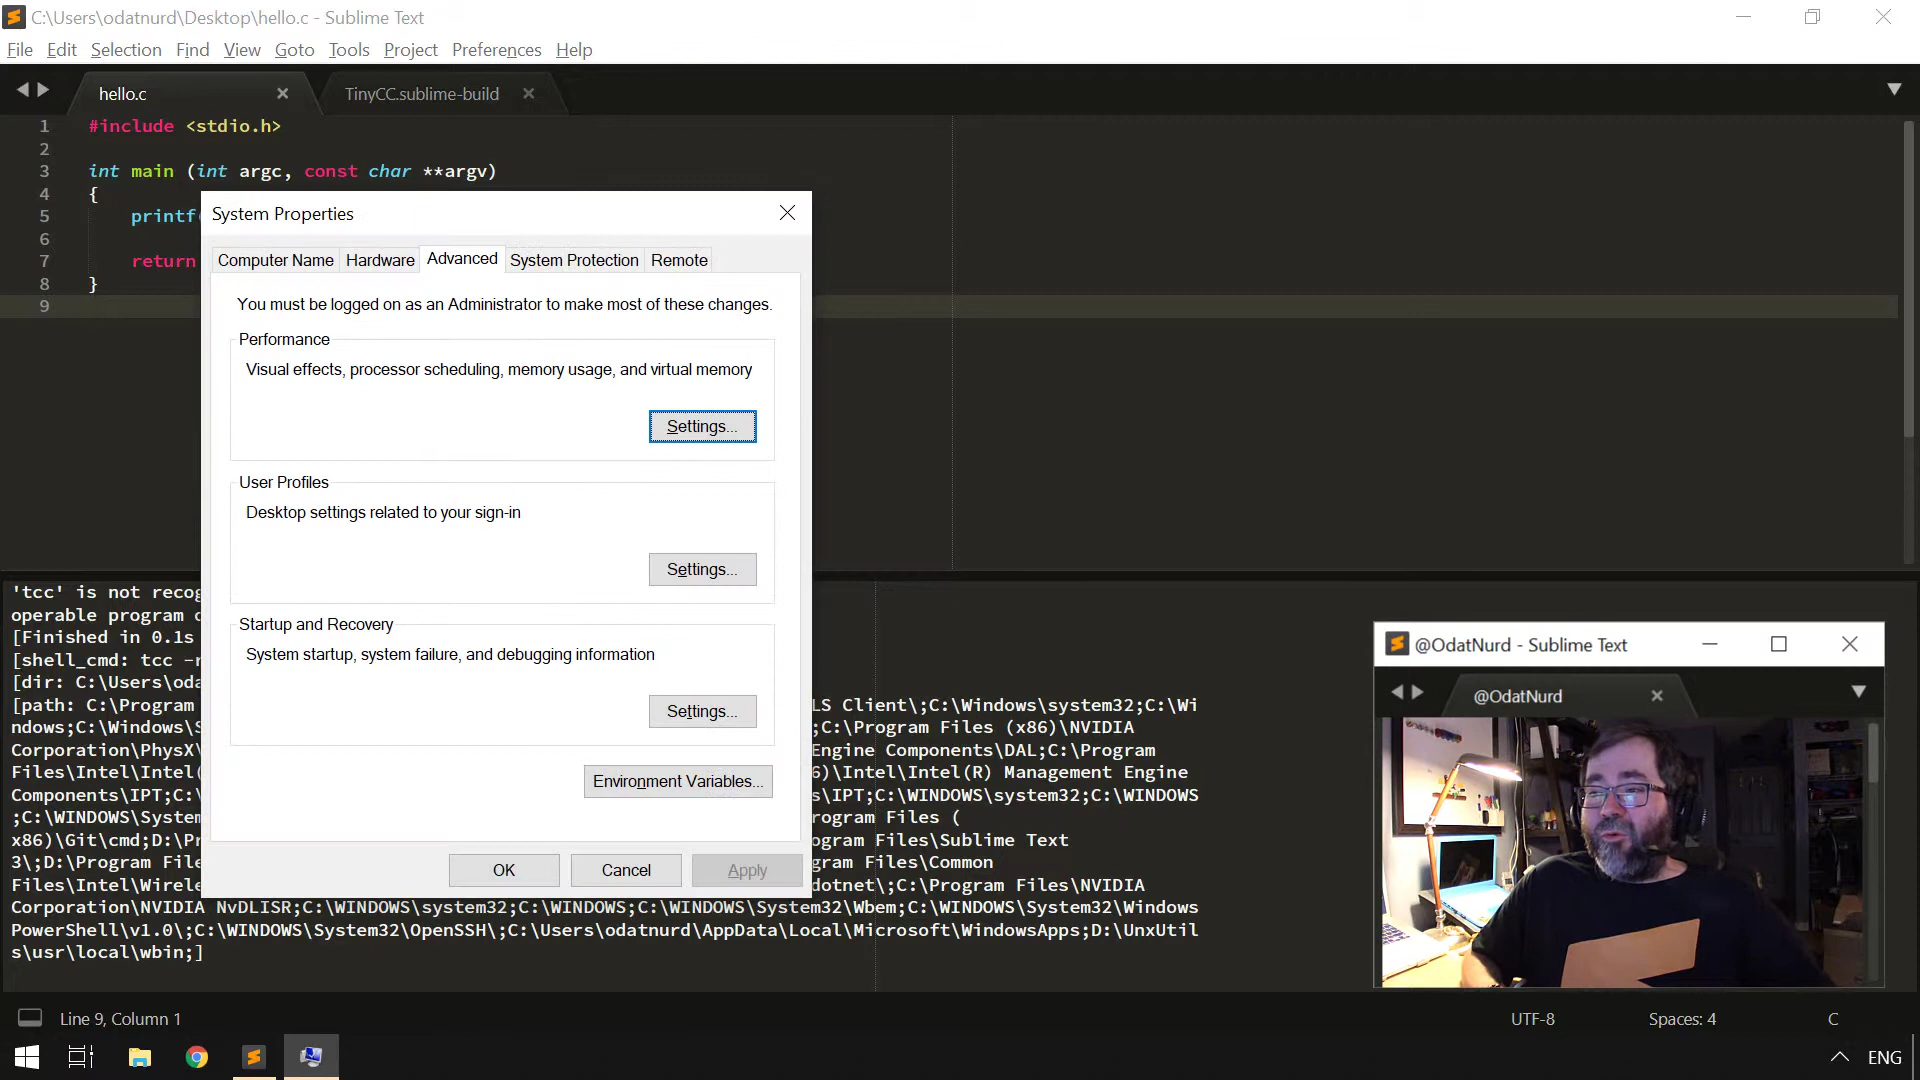 C:\Users\odatnurd\Desktop\hello.c - Sublime Text
File Edit Selection Find View Goto Tools Project Preferences Help
hello.c TinyCC.sublime-build
1 #include <stdio.h>
2
3 int main (int argc, const char **argv)
4 {
5 printf
6
7 return
8 }
9
System Properties
Computer Name Hardware Advanced System Protection Remote
You must be logged on as an Administrator to make most of these changes.
Performance
Visual effects, processor scheduling, memory usage, and virtual memory
Settings...
User Profiles
Desktop settings related to your sign-in
Settings...
Startup and Recovery
System startup, system failure, and debugging information
Settings...
Environment Variables...
OK Cancel Apply
'tcc' is not recog
operable program
[Finished in 0.1s
[shell_cmd: tcc -r
[dir: C:\Users\oda
[path: C:\Program LS Client\;C:\Windows\system32;C:\Wi
ndows;C:\Windows\S ;C:\Program Files (x86)\NVIDIA
Corporation\PhysX\ Engine Components\DAL;C:\Program
Files\Intel\Intel( 6)\Intel\Intel(R) Management Engine
Components\IPT;C:\ s\IPT;C:\WINDOWS\system32;C:\WINDOWS
;C:\WINDOWS\System rogram Files (
x86)\Git\cmd;D:\Pr ogram Files\Sublime Text
3\;D:\Program File gram Files\Common
Files\Intel\Wirele dotnet\;C:\Program Files\NVIDIA
Corporation\NVIDIA NvDLISR;C:\WINDOWS\system32;C:\WINDOWS;C:\WINDOWS\System32\Wbem;C:\WINDOWS\System32\Windows
PowerShell\v1.0\;C:\WINDOWS\System32\OpenSSH\;C:\Users\odatnurd\AppData\Local\Microsoft\WindowsApps;D:\UnxUtil
s\usr\local\wbin;]
@OdatNurd - Sublime Text
@OdatNurd
Line 9, Column 1 UTF-8 Spaces: 4 C
ENG